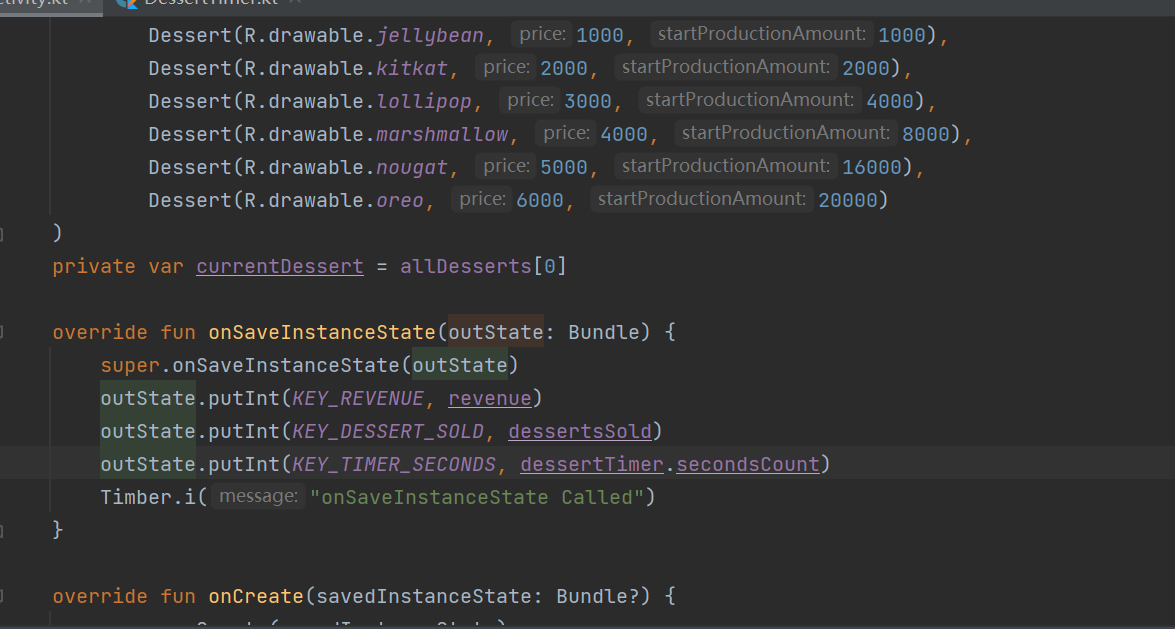 DessertTimer.kt
Dessert(R.drawable.jellybean, price: 1000, startProductionAmount: 1000),
Dessert(R.drawable.kitkat, price: 2000, startProductionAmount: 2000),
Dessert(R.drawable.lollipop, price: 3000, startProductionAmount: 4000),
Dessert(R.drawable.marshmallow, price: 4000, startProductionAmount: 8000),
Dessert(R.drawable.nougat, price: 5000, startProductionAmount: 16000),
Dessert(R.drawable.oreo, price: 6000, startProductionAmount: 20000)
)
private var currentDessert = allDesserts[0]
override fun onSaveInstanceState(outState: Bundle) {
super.onSaveInstanceState(outState)
outState.putInt(KEY_REVENUE, revenue)
outState.putInt(KEY_DESSERT_SOLD, dessertsSold)
outState.putInt(KEY_TIMER_SECONDS, dessertTimer.secondsCount)
Timber.i( message: "onSaveInstanceState Called")
}
override fun onCreate(savedInstanceState: Bundle?) {